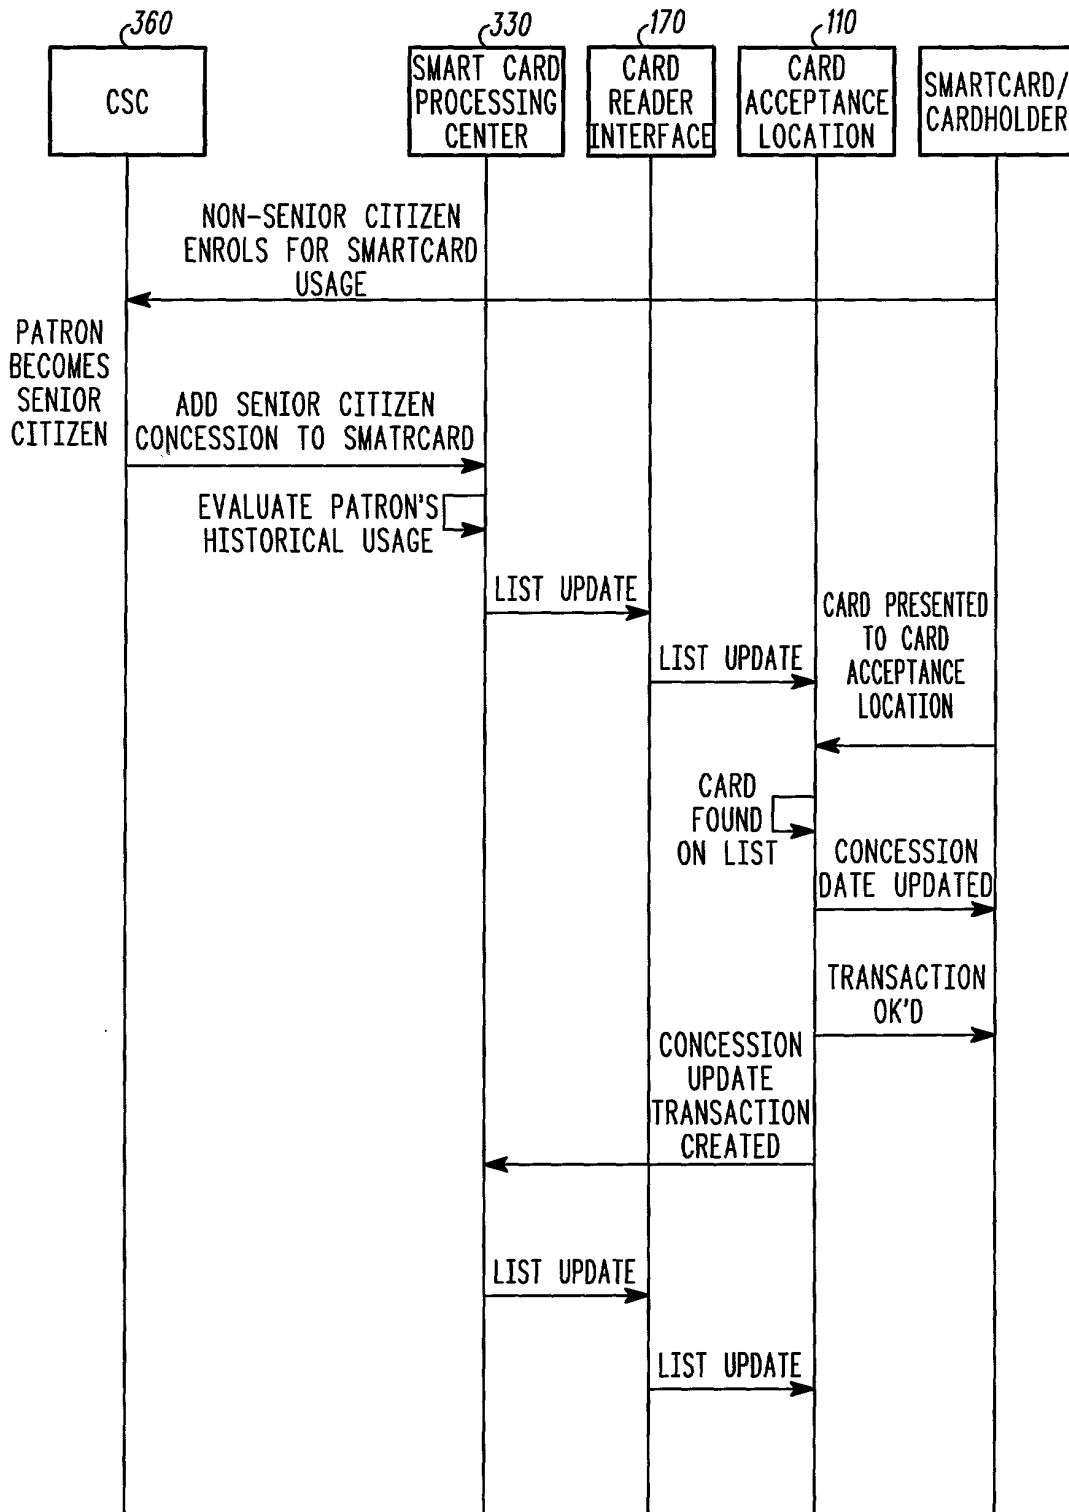 360
330
170
110
CSC
SMART CARD
PROCESSING
CENTER
CARD
READER
INTERFACE
CARD
ACCEPTANCE
LOCATION
SMARTCARD/
CARDHOLDER
NON-SENIOR CITIZEN
ENROLS FOR SMARTCARD
USAGE
PATRON
BECOMES
SENIOR
CITIZEN
ADD SENIOR CITIZEN
CONCESSION TO SMATRCARD
EVALUATE PATRON'S
HISTORICAL USAGE
LIST UPDATE
LIST UPDATE
CARD PRESENTED
TO CARD
ACCEPTANCE
LOCATION
CARD
FOUND
ON LIST
CONCESSION
DATE UPDATED
TRANSACTION
OK'D
CONCESSION
UPDATE
TRANSACTION
CREATED
LIST UPDATE
LIST UPDATE